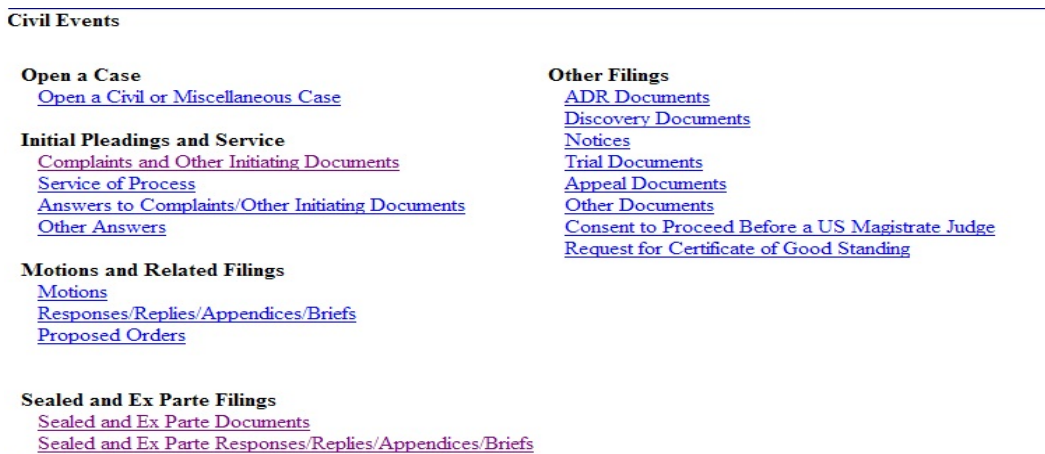 Civil Events
Open a Case
Open a Civil or Miscellaneous Case
Initial Pleadings and Service
Complaints and Other Initiating Documents
Service of Process
Answers to Complaints/Other Initiating Documents
Other Answers
Motions and Related Filings
Motions
Responses/Replies/Appendices/Briefs
Proposed Orders
Sealed and Ex Parte Filings
Sealed and Ex Parte Documents
Sealed and Ex Parte Responses/Replies/Appendices/Briefs
Other Filings
ADR Documents
Discovery Documents
Notices
Trial Documents
Appeal Documents
Other Documents
Consent to Proceed Before a US Magistrate Judge
Request for Certificate of Good Standing